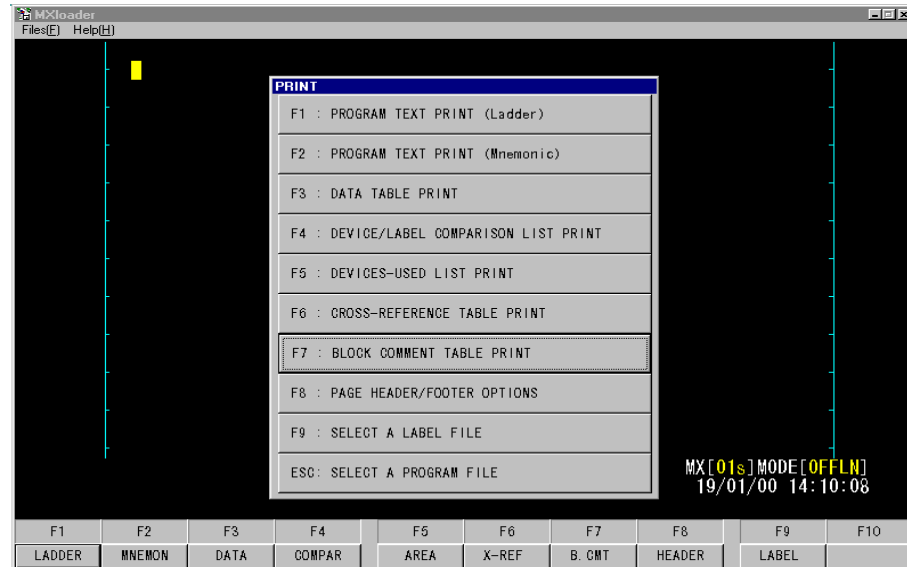 MXloader
Files(F) Help(H)
PRINT
F1 : PROGRAM TEXT PRINT (Ladder)
F2 : PROGRAM TEXT PRINT (Mnemonic)
F3 : DATA TABLE PRINT
F4 : DEVICE/LABEL COMPARISON LIST PRINT
F5 : DEVICES-USED LIST PRINT
F6 : CROSS-REFERENCE TABLE PRINT
F7 : BLOCK COMMENT TABLE PRINT
F8 : PAGE HEADER/FOOTER OPTIONS
F9 : SELECT A LABEL FILE
ESC: SELECT A PROGRAM FILE
MX[01s]MODE[OFFLN]
19/01/00 14:10:08
F1 F2 F3 F4 F5 F6 F7 F8 F9 F10
LADDER MNEMON DATA COMPAR AREA X-REF B. CMT HEADER LABEL